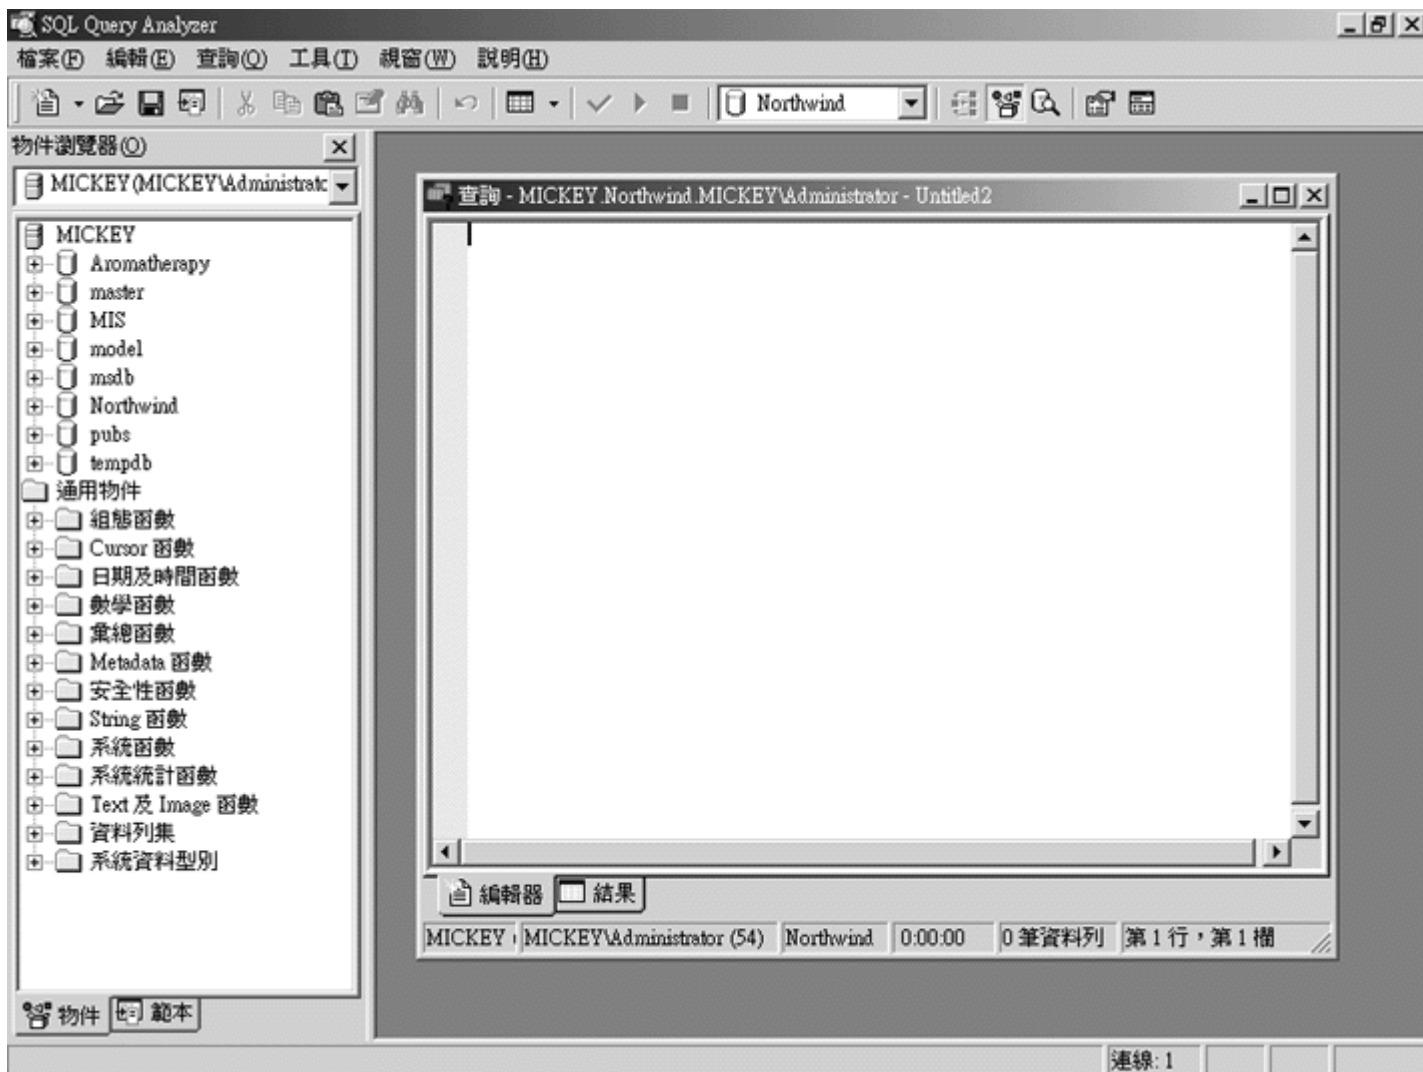 SQL Query Analyzer
檔案(F) 編輯(E) 查詢(Q) 工具(T) 視窗(W) 說明(H)
Northwind
物件瀏覽器(O)
MICKEY(MICKEY\Administratc
MICKEY
Aromatherapy
master
MIS
model
msdb
Northwind
pubs
tempdb
通用物件
組態函數
Cursor 函數
日期及時間函數
數學函數
彙總函數
Metadata 函數
安全性函數
String 函數
系統函數
系統統計函數
Text 及 Image 函數
資料列集
系統資料型別
物件 範本
查詢 - MICKEY.Northwind.MICKEY\Administrator - Untitled2
編輯器 結果
MICKEY MICKEY\Administrator (54) Northwind 0:00:00 0 筆資料列 第 1 行，第 1 欄
連線: 1